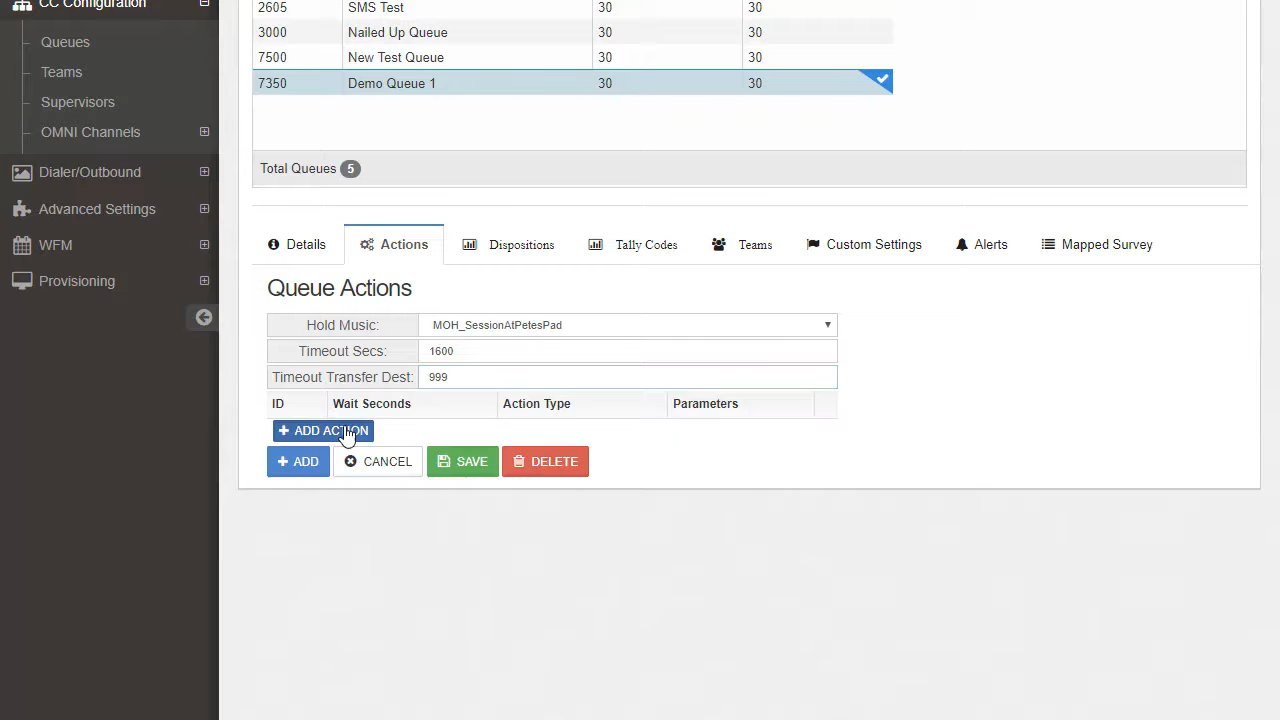 CC Configuration
Queues
Teams
Supervisors
OMNI Channels
Dialer/Outbound
Advanced Settings
WFM
Provisioning
2605 SMS Test 30 30
3000 Nailed Up Queue 30 30
7500 New Test Queue 30 30
7350 Demo Queue 1 30 30
Total Queues 5
Details Actions Dispositions Tally Codes Teams Custom Settings Alerts Mapped Survey
Queue Actions
Hold Music: MOH_SessionAtPetesPad
Timeout Secs: 1600
Timeout Transfer Dest: 999
ID Wait Seconds Action Type Parameters
ADD ACTION
ADD CANCEL SAVE DELETE